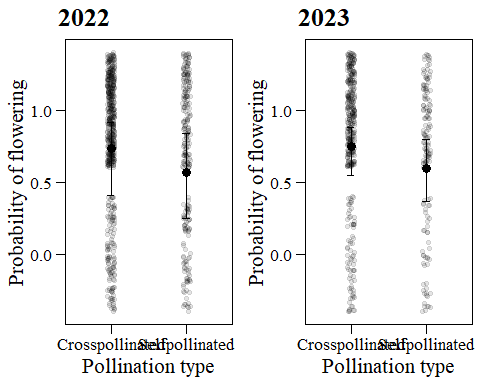 2022
Probability of flowering
1.0
0.5
0.0
Crosspollinated Selfpollinated
Pollination type
2023
Probability of flowering
1.0
0.5
0.0
Crosspollinated Selfpollinated
Pollination type